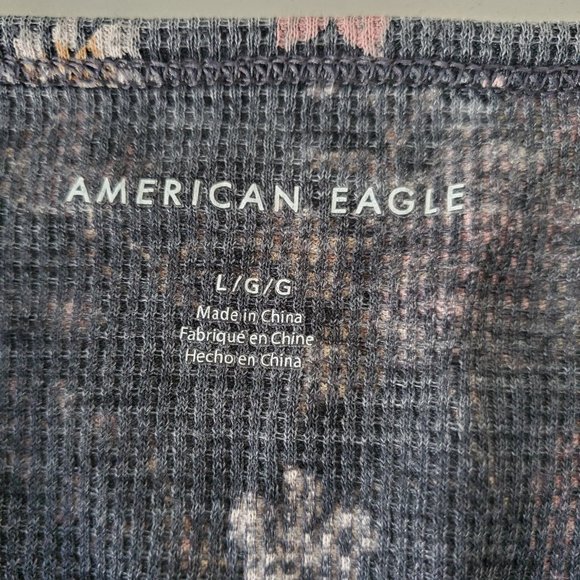 AMERICAN EAGLE
L/G/G
Made in China
Fabriqué en Chine
Hecho en China